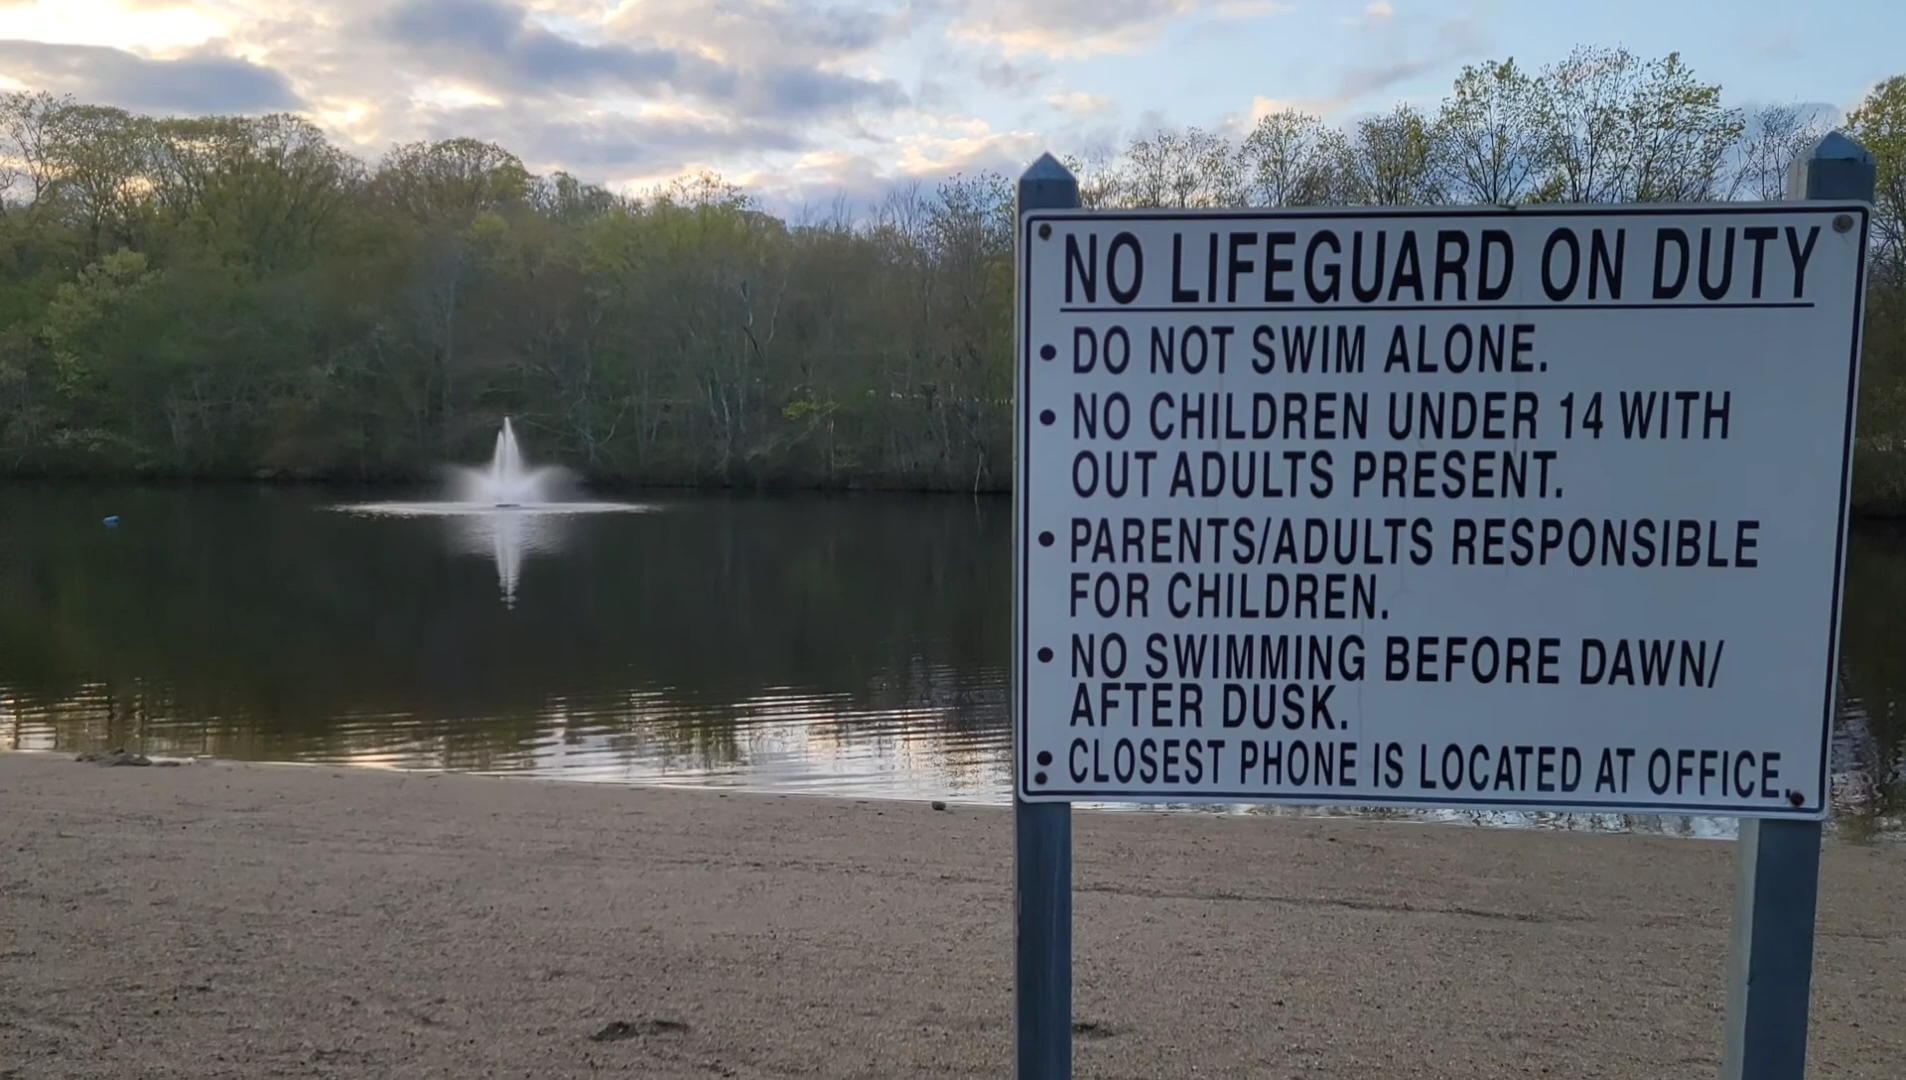 NO LIFEGUARD ON DUTY
• DO NOT SWIM ALONE.
• NO CHILDREN UNDER 14 WITH
OUT ADULTS PRESENT.
• PARENTS/ADULTS RESPONSIBLE
FOR CHILDREN.
• NO SWIMMING BEFORE DAWN/
AFTER DUSK.
• CLOSEST PHONE IS LOCATED AT OFFICE.